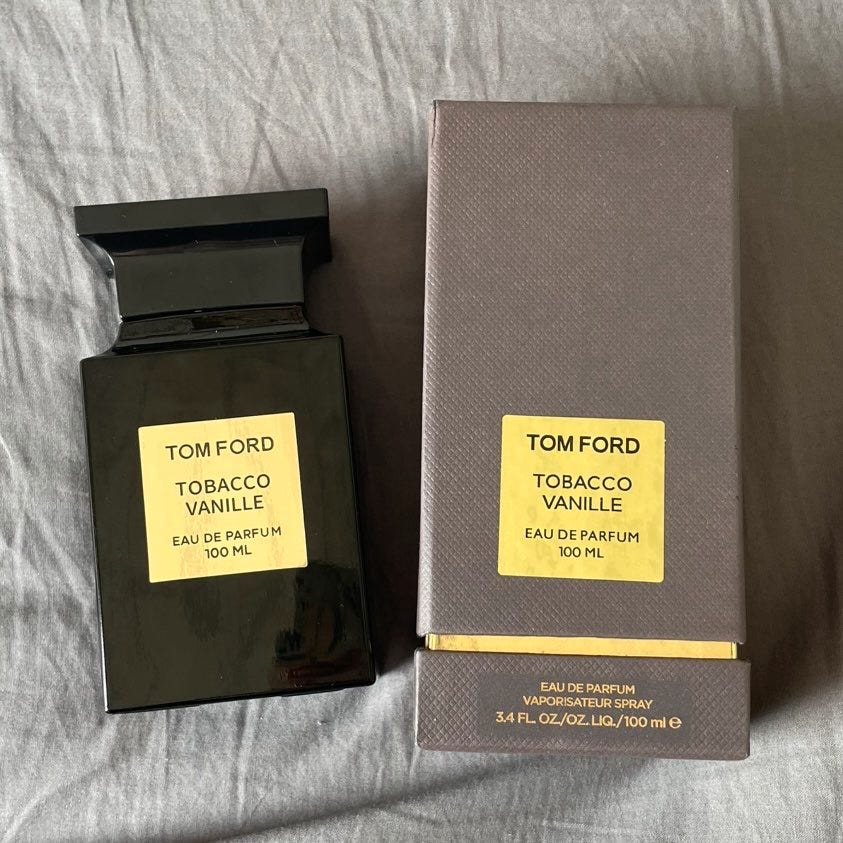 TOM FORD
TOBACCO
VANILLE
EAU DE PARFUM
100 ML
TOM FORD
TOBACCO
VANILLE
EAU DE PARFUM
100 ML
EAU DE PARFUM
VAPORISATEUR SPRAY
3.4 FL. OZ./OZ. LIQ./100 ml ℮